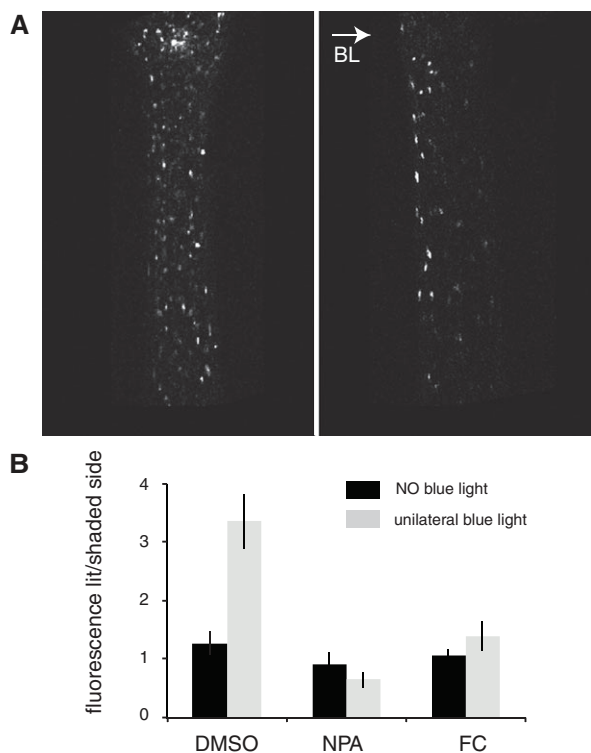 A
BL
B
fluorescence lit/shaded side
4
3
2
1
0
NO blue light
unilateral blue light
DMSO
NPA
FC